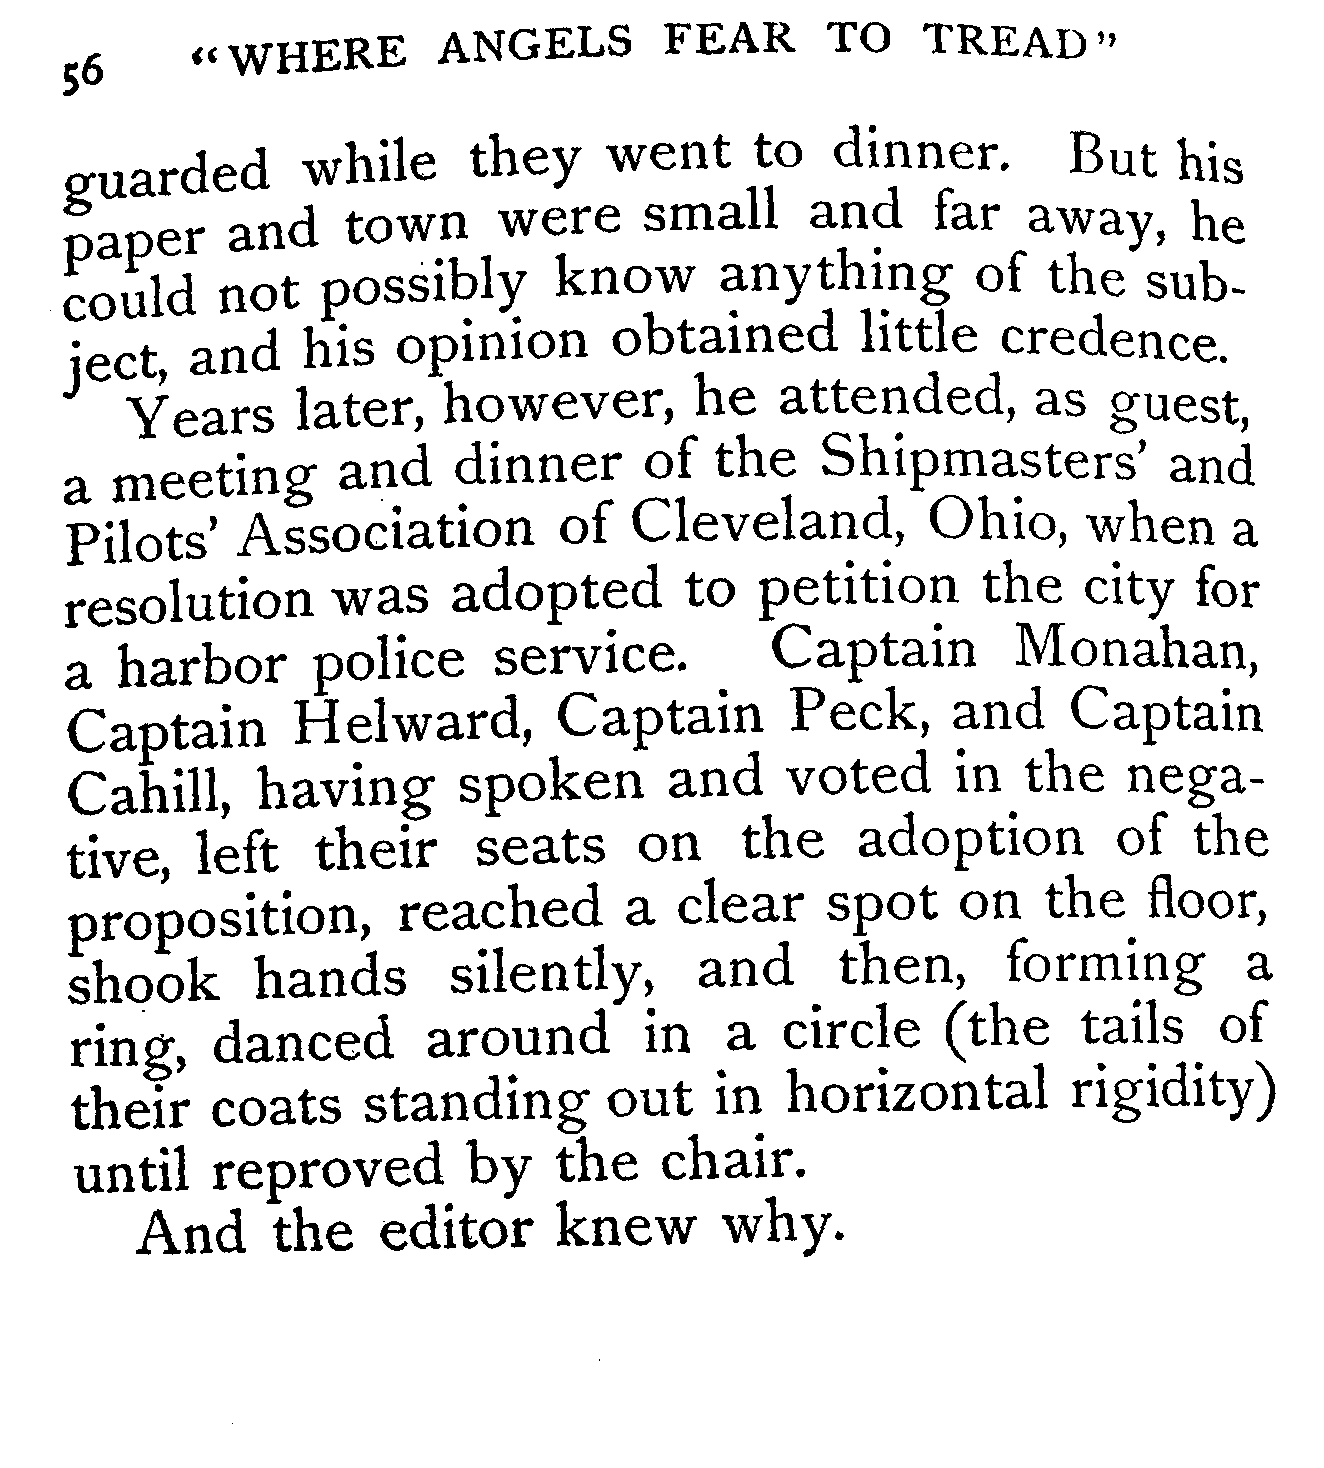 56 "WHERE ANGELS FEAR TO TREAD"
guarded while they went to dinner. But his
paper and town were small and far away, he
could not possibly know anything of the sub-
ject, and his opinion obtained little credence.
Years later, however, he attended, as guest,
a meeting and dinner of the Shipmasters' and
Pilots' Association of Cleveland, Ohio, when a
resolution was adopted to petition the city for
a harbor police service. Captain Monahan,
Captain Helward, Captain Peck, and Captain
Cahill, having spoken and voted in the nega-
tive, left their seats on the adoption of the
proposition, reached a clear spot on the floor,
shook hands silently, and then, forming a
ring, danced around in a circle (the tails of
their coats standing out in horizontal rigidity)
until reproved by the chair.
And the editor knew why.